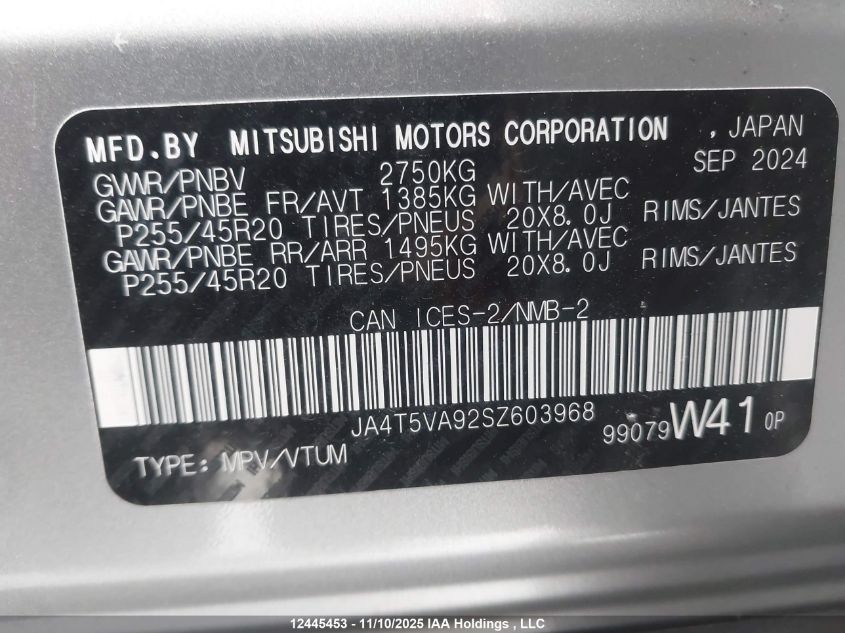 MFD.BY MITSUBISHI MOTORS CORPORATION , JAPAN
GVWR/PNBV 2750KG SEP 2024
GAWR/PNBE FR/AVT 1385KG WITH/AVEC
P255/45R20 TIRES/PNEUS 20X8.0J RIMS/JANTES
GAWR/PNBE RR/ARR 1495KG WITH/AVEC
P255/45R20 TIRES/PNEUS 20X8.0J RIMS/JANTES
CAN ICES-2/NMB-2
JA4T5VA92SZ603968
99079W41 0P
TYPE: MPV/VTUM
12445453 - 11/10/2025 IAA Holdings , LLC